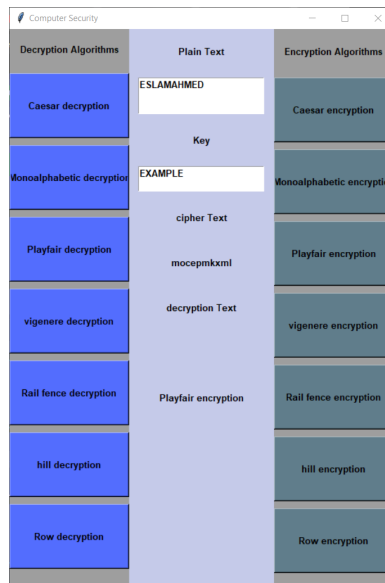 Computer Security
Decryption Algorithms
Plain Text
Encryption Algorithms
ESLAMAHMED
Caesar decryption
Caesar encryption
Key
Monoalphabetic decryption
EXAMPLE
Monoalphabetic encryptio
cipher Text
Playfair decryption
mocepmkxml
Playfair encryption
decryption Text
vigenere decryption
vigenere encryption
Rail fence decryption
Playfair encryption
Rail fence encryption
hill decryption
hill encryption
Row decryption
Row encryption